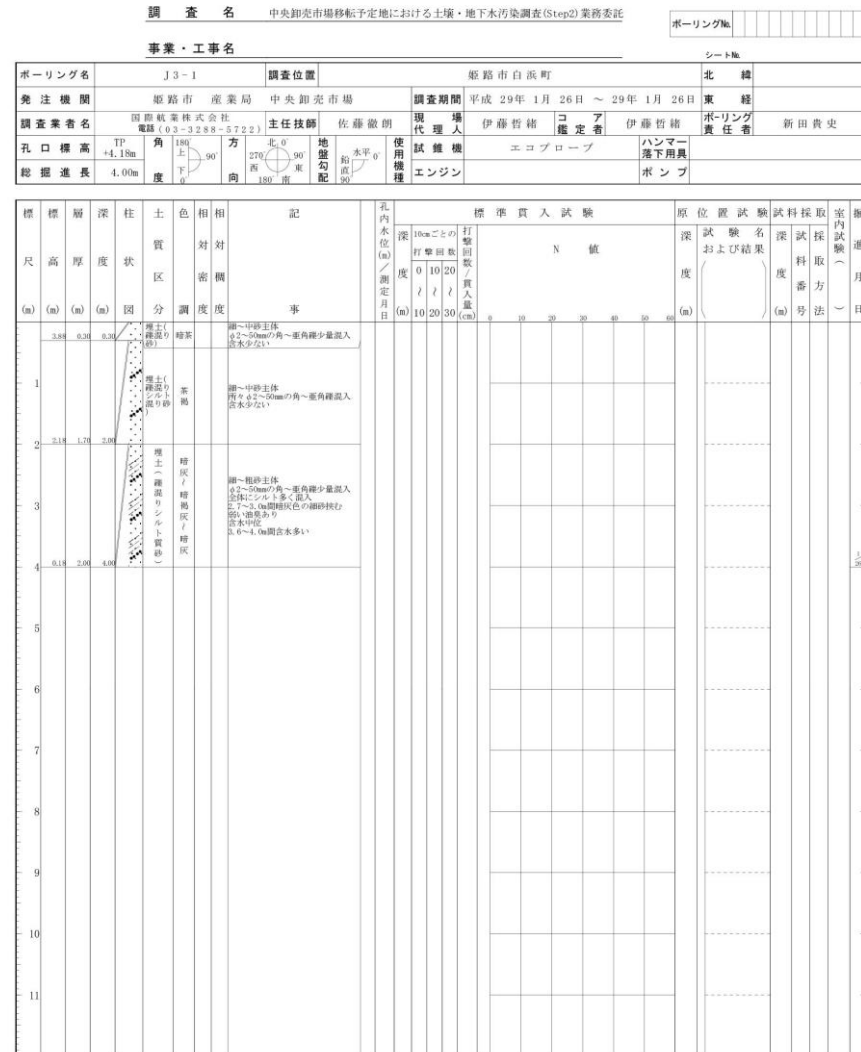 調査名 中央卸売市場移転予定地における土壌・地下水汚染調査(Step2)業務委託
ボーリングNo.
事業・工事名
シートNo.
ボーリング名 J3-1 調査位置 姫路市白浜町 北緯
発注機関 姫路市 産業局 中央卸売市場 調査期間 平成 29年 1月 26日 ～ 29年 1月 26日 東経
調査業者名 国際航業株式会社 電話(03-3288-5722) 主任技師 佐藤徹朗 現場代理人 伊藤哲緒 コア鑑定者 伊藤哲緒 ボーリング責任者 新田貴史
孔口標高 TP +4.18m 角度 180° 上 90° 下 0° 方向 北 0° 270° 90° 西 東 180° 南 地盤勾配 水平 0° 鉛直 90° 使用機種 試錐機 エコプローブ ハンマー落下用具
総掘進長 4.00m エンジン ポンプ
標尺(m) 標高(m) 層厚(m) 深度(m) 柱状図 土質区分 色調 相対密度 相対稠度 記事 孔内水位(m)/測定月日 標準貫入試験 原位置試験 試料採取 室内試験( ) 掘進月日
深度(m) 10cmごとの打撃回数 打撃回数/貫入量(cm) N値 深度(m) 試験名および結果 深度(m) 試料番号 採取方法
0 10 20
～ ～ ～
10 20 30
0 10 20 30 40 50 60
3.88 0.30 0.30 埋土(礫混り砂) 暗茶
細～中砂主体
φ2～50mmの角～亜角礫少量混入
含水少ない
1
2.18 1.70 2.00 埋土(礫混りシルト混り砂) 茶褐
細～中砂主体
所々φ2～50mmの角～亜角礫混入
含水少ない
2
埋土(礫混りシルト質砂) 暗灰～暗褐灰～暗灰
細～粗砂主体
φ2～50mmの角～亜角礫少量混入
全体にシルト多く混入
2.7～3.0m間暗灰色の細砂挟む
弱い油臭あり
含水中位
3.6～4.0m間含水多い
3
4 0.18 2.00 4.00
5
6
7
8
9
10
11